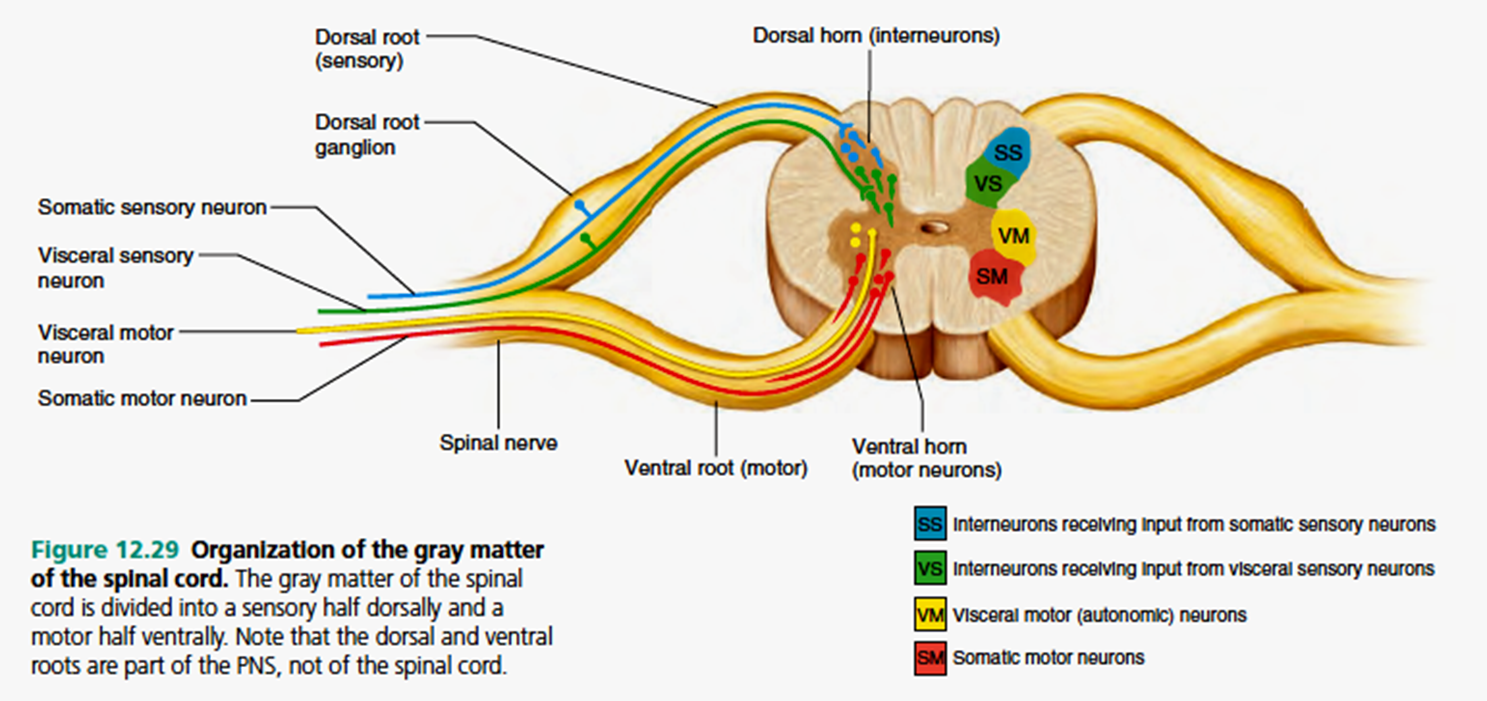 Dorsal root
(sensory)
Dorsal horn (interneurons)
Dorsal root
ganglion
Somatic sensory neuron
Visceral sensory
neuron
Visceral motor
neuron
Somatic motor neuron
Spinal nerve
Ventral root (motor)
Ventral horn
(motor neurons)
SS
VS
VM
SM
SS Interneurons receiving input from somatic sensory neurons
VS Interneurons receiving input from visceral sensory neurons
VM Visceral motor (autonomic) neurons
SM Somatic motor neurons
Figure 12.29 Organization of the gray matter
of the spinal cord. The gray matter of the spinal
cord is divided into a sensory half dorsally and a
motor half ventrally. Note that the dorsal and ventral
roots are part of the PNS, not of the spinal cord.